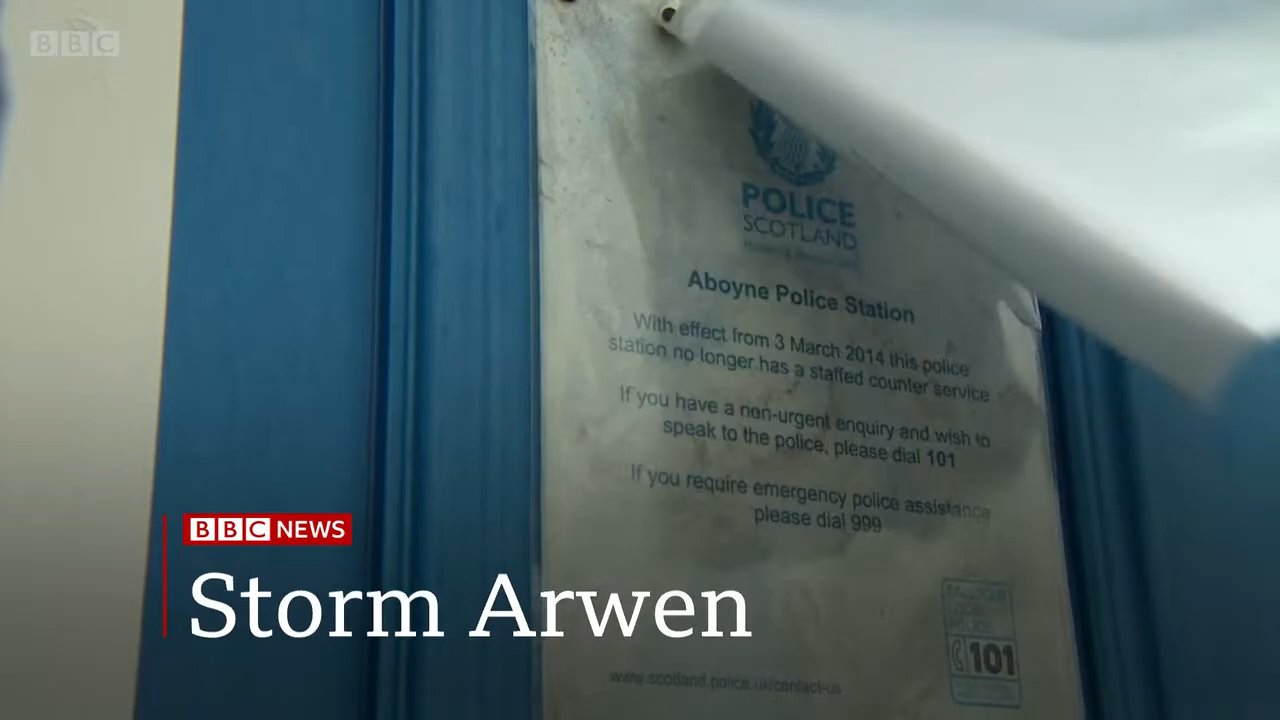 BBC
POLICE
SCOTLAND
Aboyne Police Station
With effect from 3 March 2014 this police
station no longer has a staffed counter service
If you have a non-urgent enquiry and wish to
speak to the police, please dial 101
If you require emergency police assistance
please dial 999
BBC NEWS
Storm Arwen
LOCAL
POLICE
101
www.scotland.police.uk/contact-us